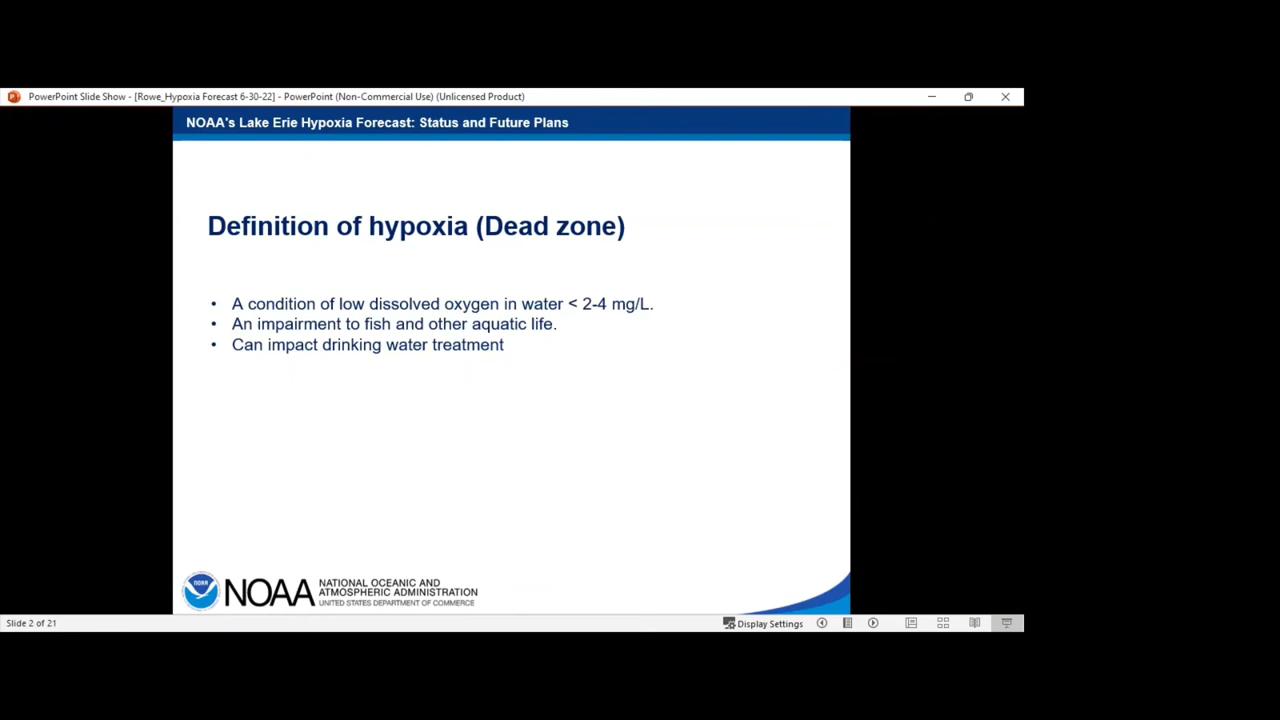 PowerPoint Slide Show - [Rowe_Hypoxia Forecast 6-30-22] - PowerPoint (Non-Commercial Use) (Unlicensed Product)
NOAA's Lake Erie Hypoxia Forecast: Status and Future Plans
Definition of hypoxia (Dead zone)
• A condition of low dissolved oxygen in water < 2-4 mg/L.
• An impairment to fish and other aquatic life.
• Can impact drinking water treatment
NOAA
NOAA
NATIONAL OCEANIC AND
ATMOSPHERIC ADMINISTRATION
UNITED STATES DEPARTMENT OF COMMERCE
Slide 2 of 21
Display Settings